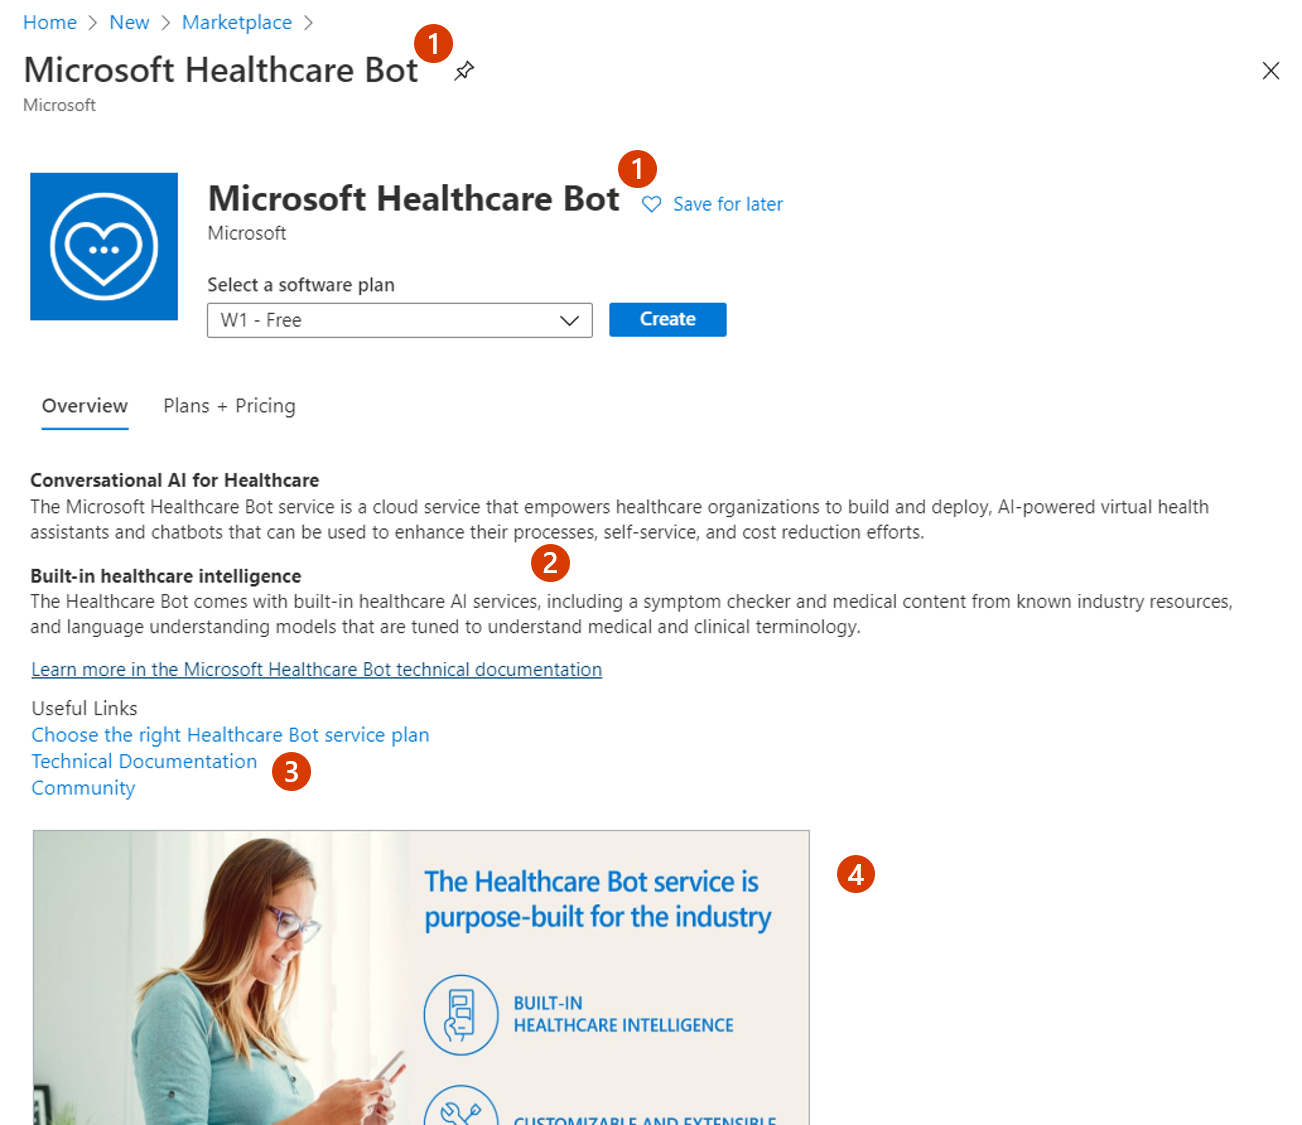 Home > New > Marketplace >
1
Microsoft Healthcare Bot
Microsoft
1
Microsoft Healthcare Bot
Save for later
Microsoft
Select a software plan
W1 - Free
Create
Overview
Plans + Pricing
Conversational AI for Healthcare
The Microsoft Healthcare Bot service is a cloud service that empowers healthcare organizations to build and deploy, AI-powered virtual health
assistants and chatbots that can be used to enhance their processes, self-service, and cost reduction efforts.
2
Built-in healthcare intelligence
The Healthcare Bot comes with built-in healthcare AI services, including a symptom checker and medical content from known industry resources,
and language understanding models that are tuned to understand medical and clinical terminology.
Learn more in the Microsoft Healthcare Bot technical documentation
Useful Links
Choose the right Healthcare Bot service plan
Technical Documentation
3
Community
4
The Healthcare Bot service is
purpose-built for the industry
BUILT-IN
HEALTHCARE INTELLIGENCE
CUSTOMIZABLE AND EXTENSIBLE